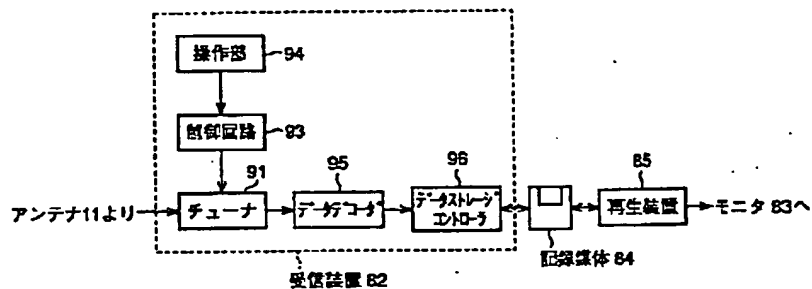 操作部
94
制御回路
93
91
95
96
85
アンテナ11より
チューナ
データデコーダ
データストレージ
コントローラ
再生装置
モニタ 83へ
記録媒体 84
受信装置 82